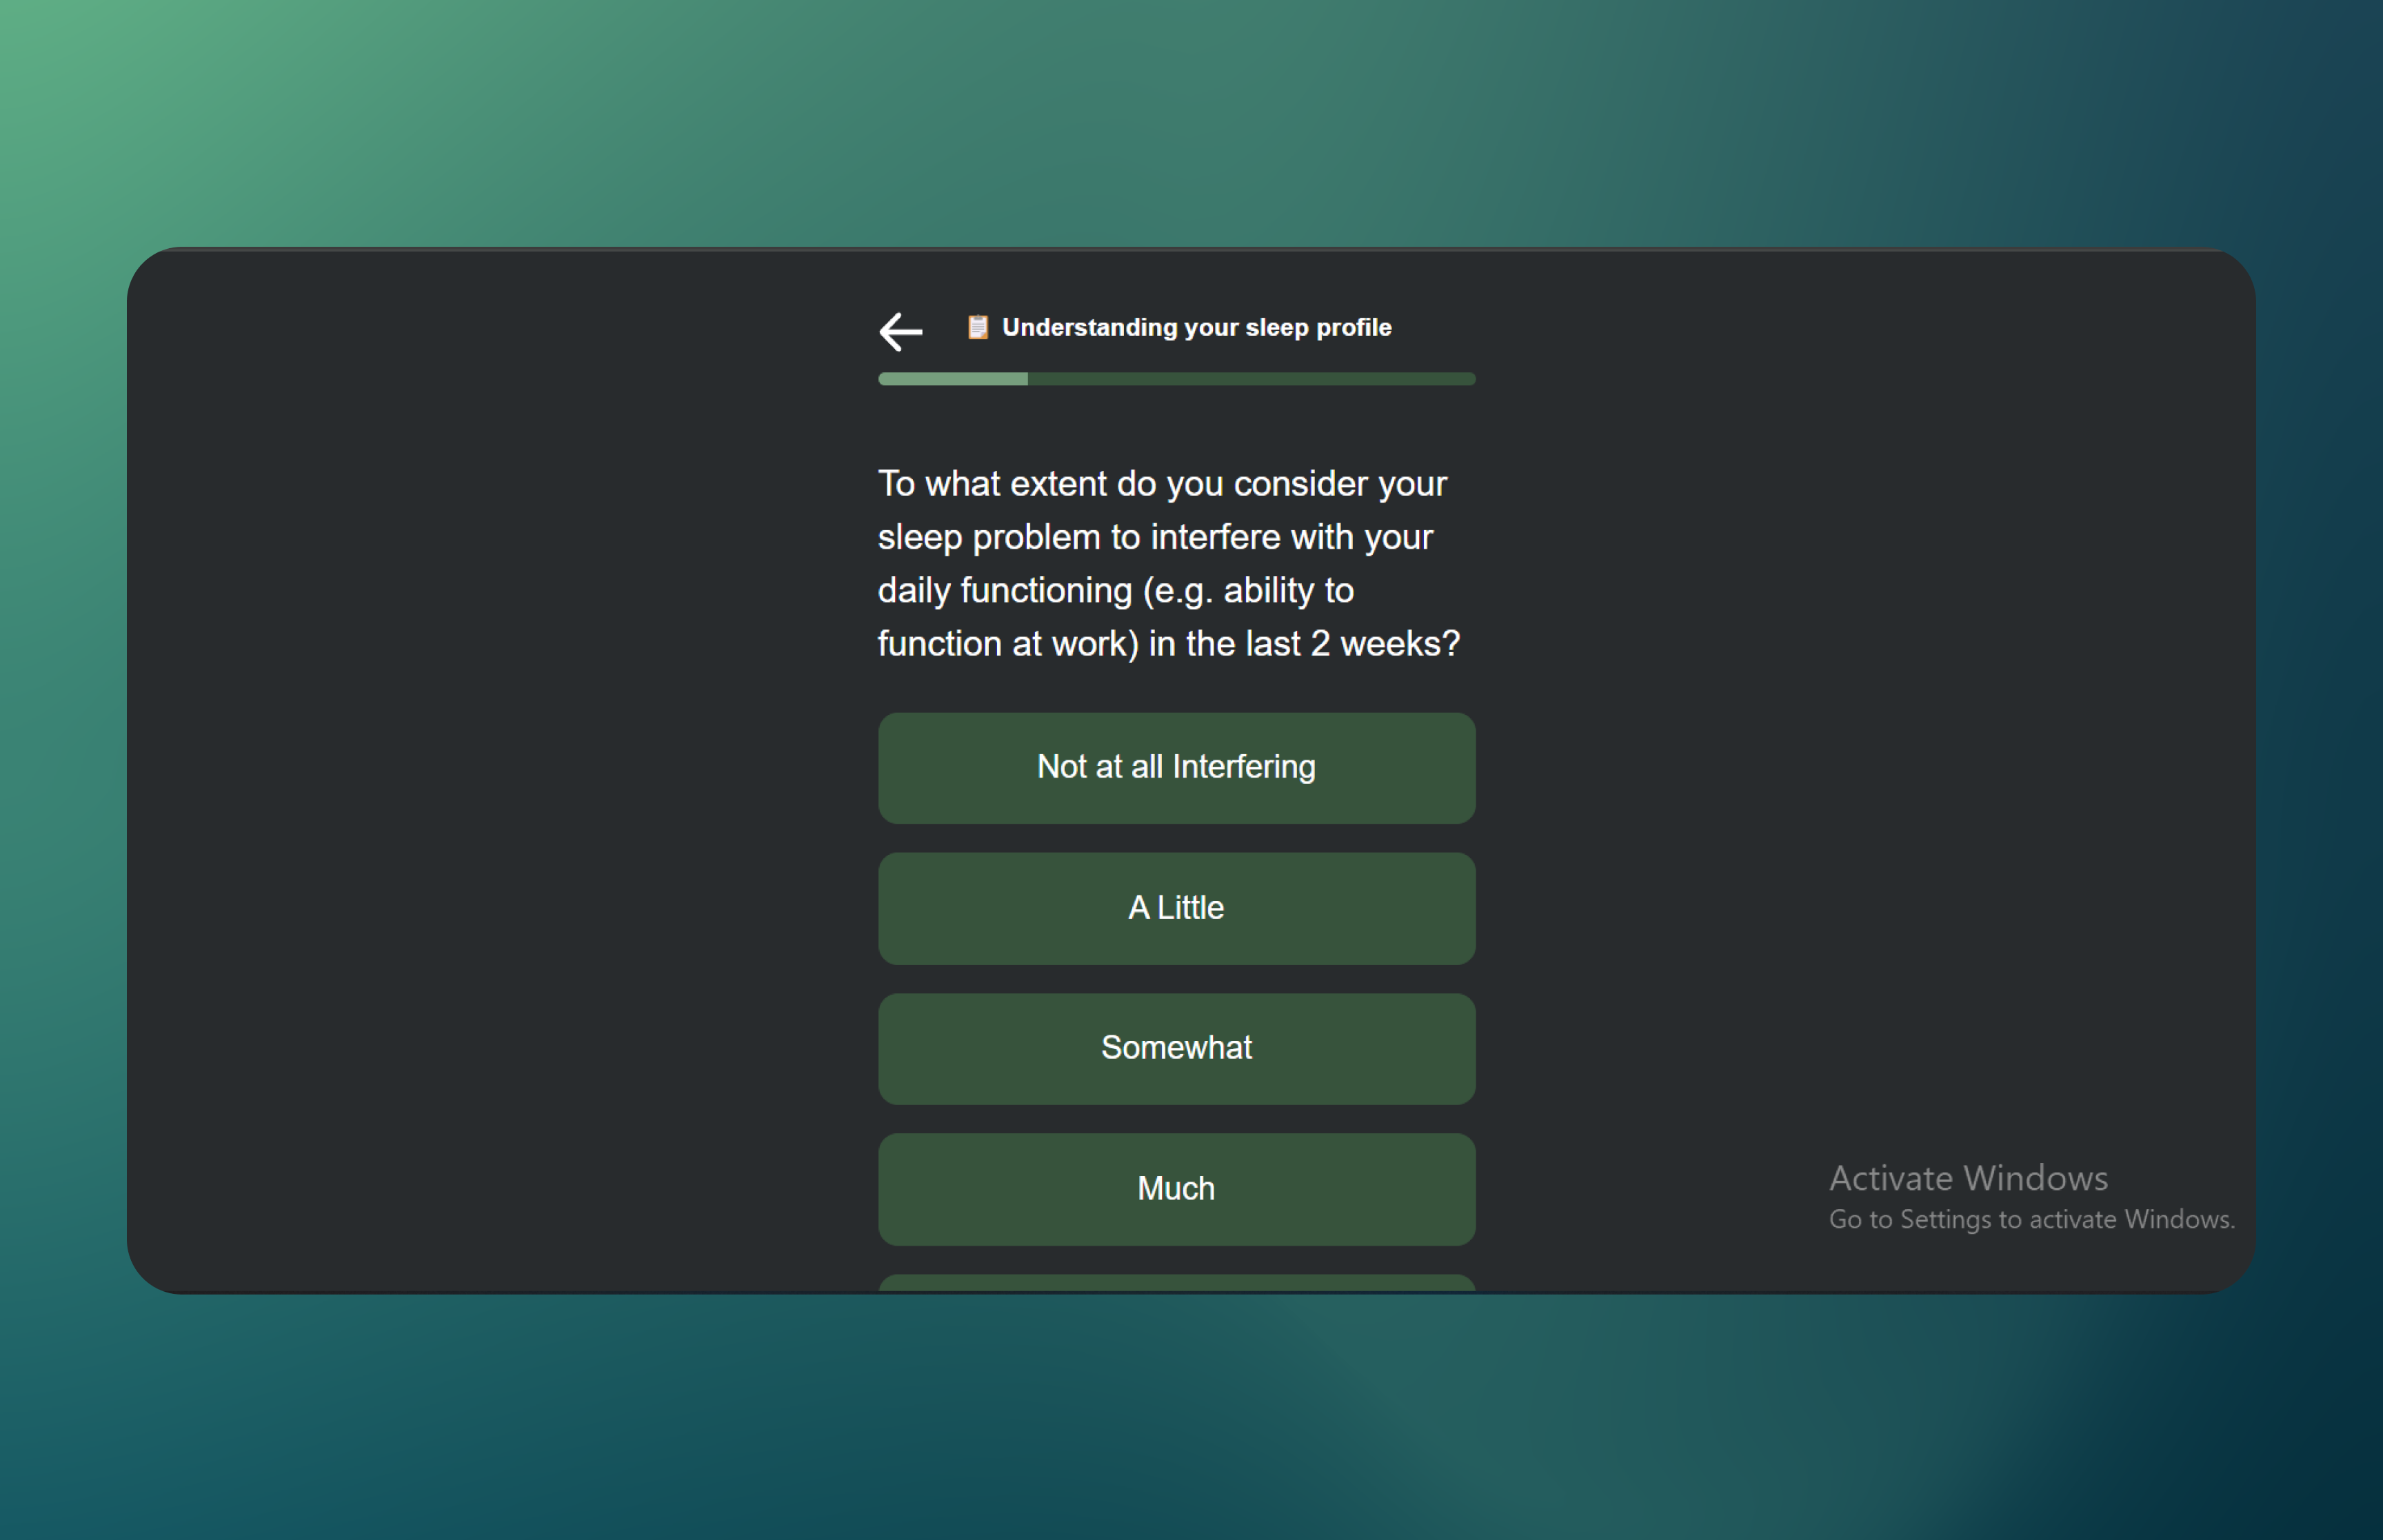 Understanding your sleep profile
To what extent do you consider your
sleep problem to interfere with your
daily functioning (e.g. ability to
function at work) in the last 2 weeks?
Not at all Interfering
A Little
Somewhat
Much
Activate Windows
Go to Settings to activate Windows.